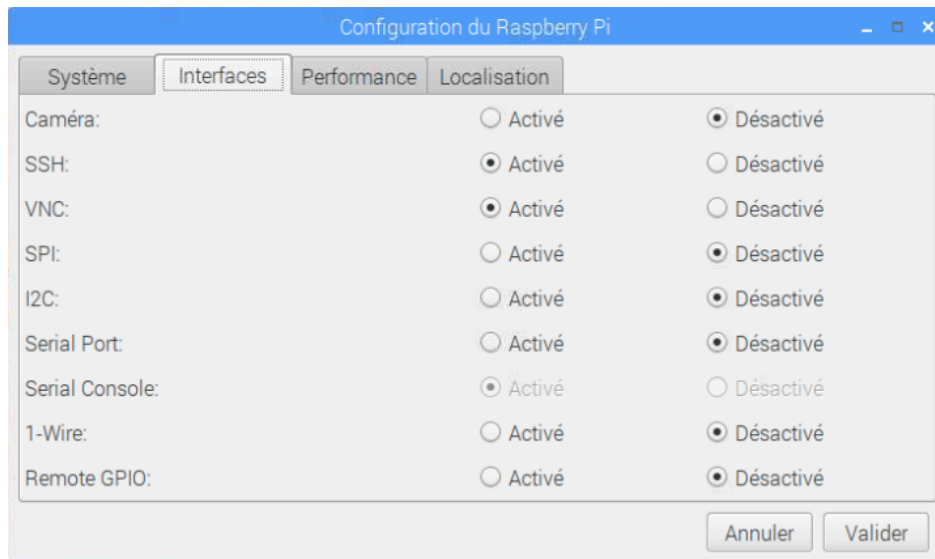 Configuration du Raspberry Pi
Système Interfaces Performance Localisation
Caméra: Activé Désactivé
SSH: Activé Désactivé
VNC: Activé Désactivé
SPI: Activé Désactivé
I2C: Activé Désactivé
Serial Port: Activé Désactivé
Serial Console: Activé Désactivé
1-Wire: Activé Désactivé
Remote GPIO: Activé Désactivé
Annuler Valider